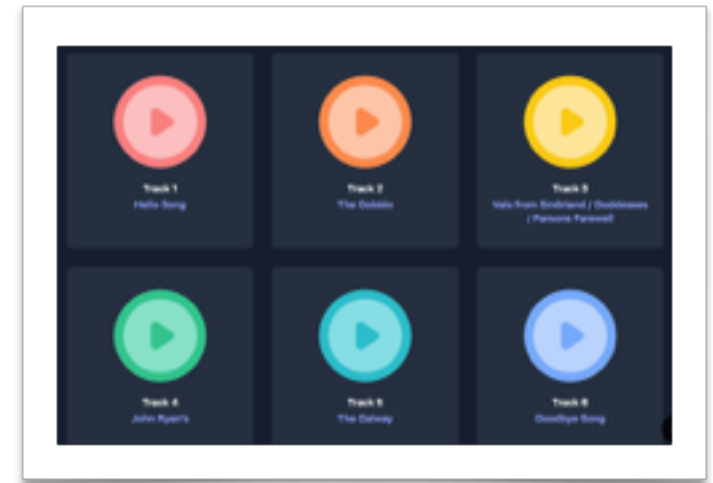 Track 1
Hello Song
Track 2
The
Track 3
Vals from / Goddesses
/ Parsons Farewell
Track 4
John Ryan's
Track 5
The Galway
Track 6
Goodbye Song